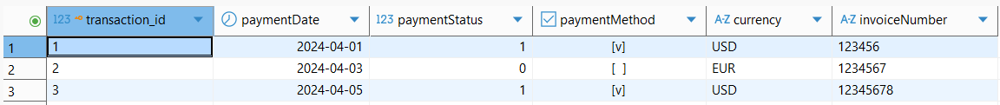 123 transaction_id paymentDate 123 paymentStatus paymentMethod A-Z currency A-Z invoiceNumber
1 1 2024-04-01 1 [v] USD 123456
2 2 2024-04-03 0 [ ] EUR 1234567
3 3 2024-04-05 1 [v] USD 12345678